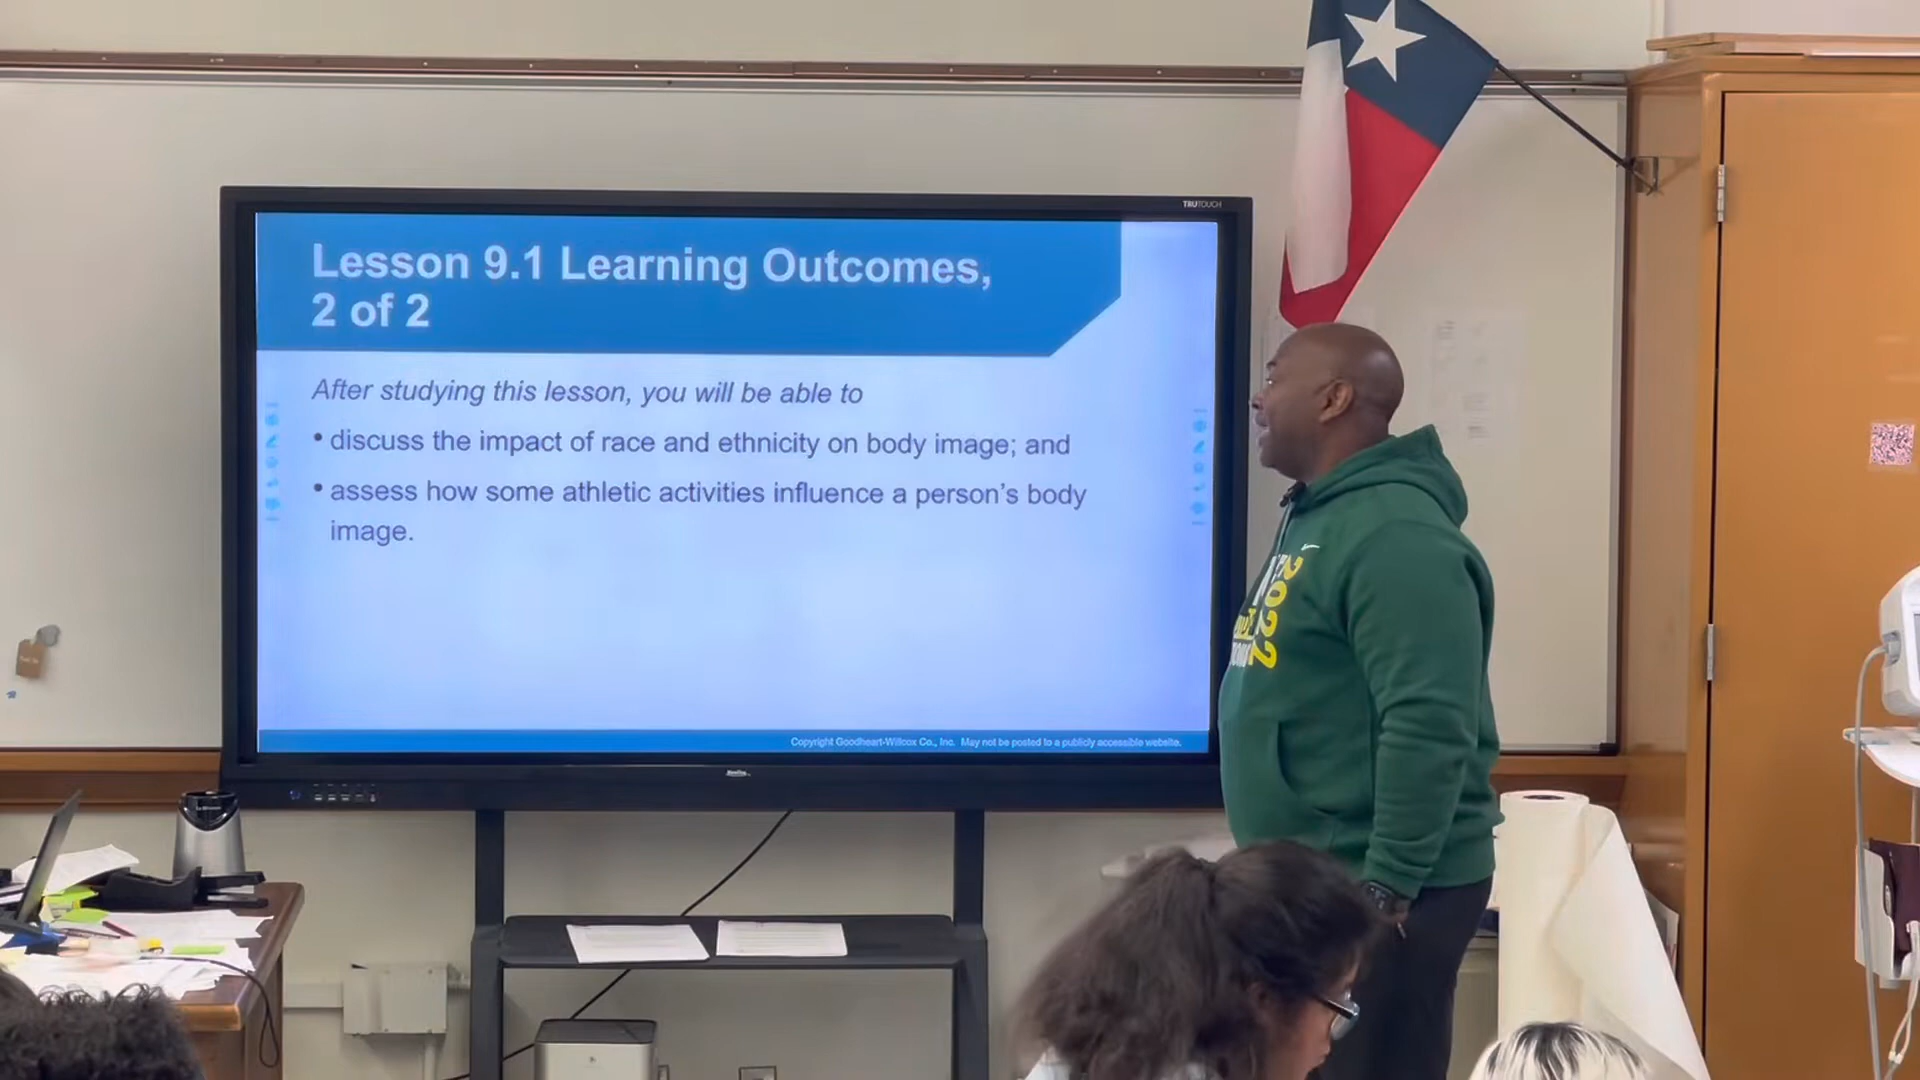 TRUTOUCH
Lesson 9.1 Learning Outcomes,
2 of 2
After studying this lesson, you will be able to
• discuss the impact of race and ethnicity on body image; and
• assess how some athletic activities influence a person's body
image.
Copyright Goodheart-Willcox Co., Inc. May not be posted to a publicly accessible website.
2022